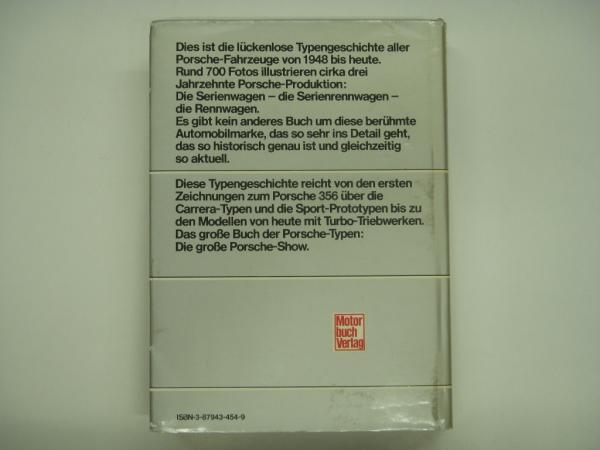 Dies ist die lückenlose Typengeschichte aller
Porsche-Fahrzeuge von 1948 bis heute.
Rund 700 Fotos illustrieren cirka drei
Jahrzehnte Porsche-Produktion:
Die Serienwagen – die Serienrennwagen –
die Rennwagen.
Es gibt kein anderes Buch um diese berühmte
Automobilmarke, das so sehr ins Detail geht,
das so historisch genau ist und gleichzeitig
so aktuell.
Diese Typengeschichte reicht von den ersten
Zeichnungen zum Porsche 356 über die
Carrera-Typen und die Sport-Prototypen bis zu
den Modellen von heute mit Turbo-Triebwerken.
Das große Buch der Porsche-Typen:
Die große Porsche-Show.
Motor
buch
Verlag
ISBN-3-87943-454-9